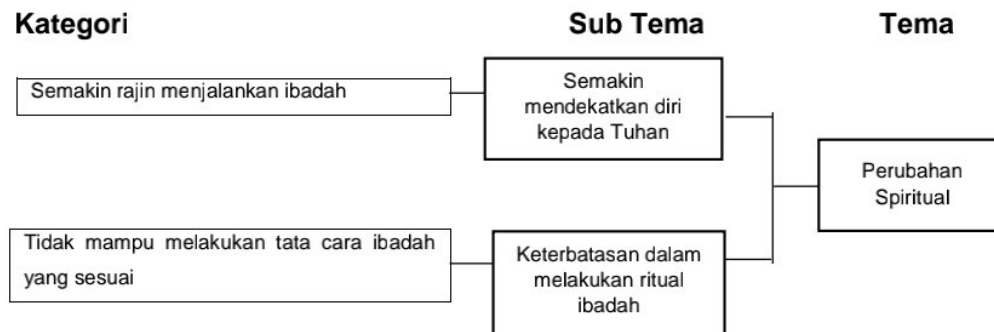 Kategori
Sub Tema
Tema
Semakin rajin menjalankan ibadah
Semakin
mendekatkan diri
kepada Tuhan
Perubahan
Spiritual
Tidak mampu melakukan tata cara ibadah
yang sesuai
Keterbatasan dalam
melakukan ritual
ibadah